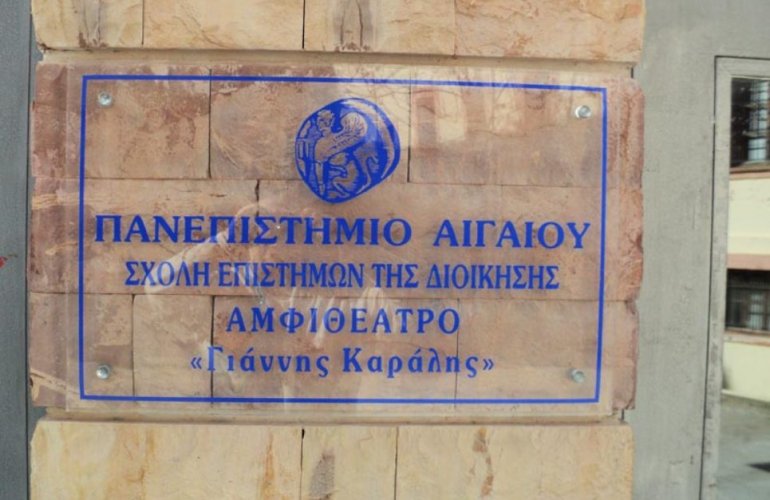 ΠΑΝΕΠΙΣΤΗΜΙΟ ΑΙΓΑΙΟΥ
ΣΧΟΛΗ ΕΠΙΣΤΗΜΩΝ ΤΗΣ ΔΙΟΙΚΗΣΗΣ
ΑΜΦΙΘΕΑΤΡΟ
«Γιάννης Καράλης»